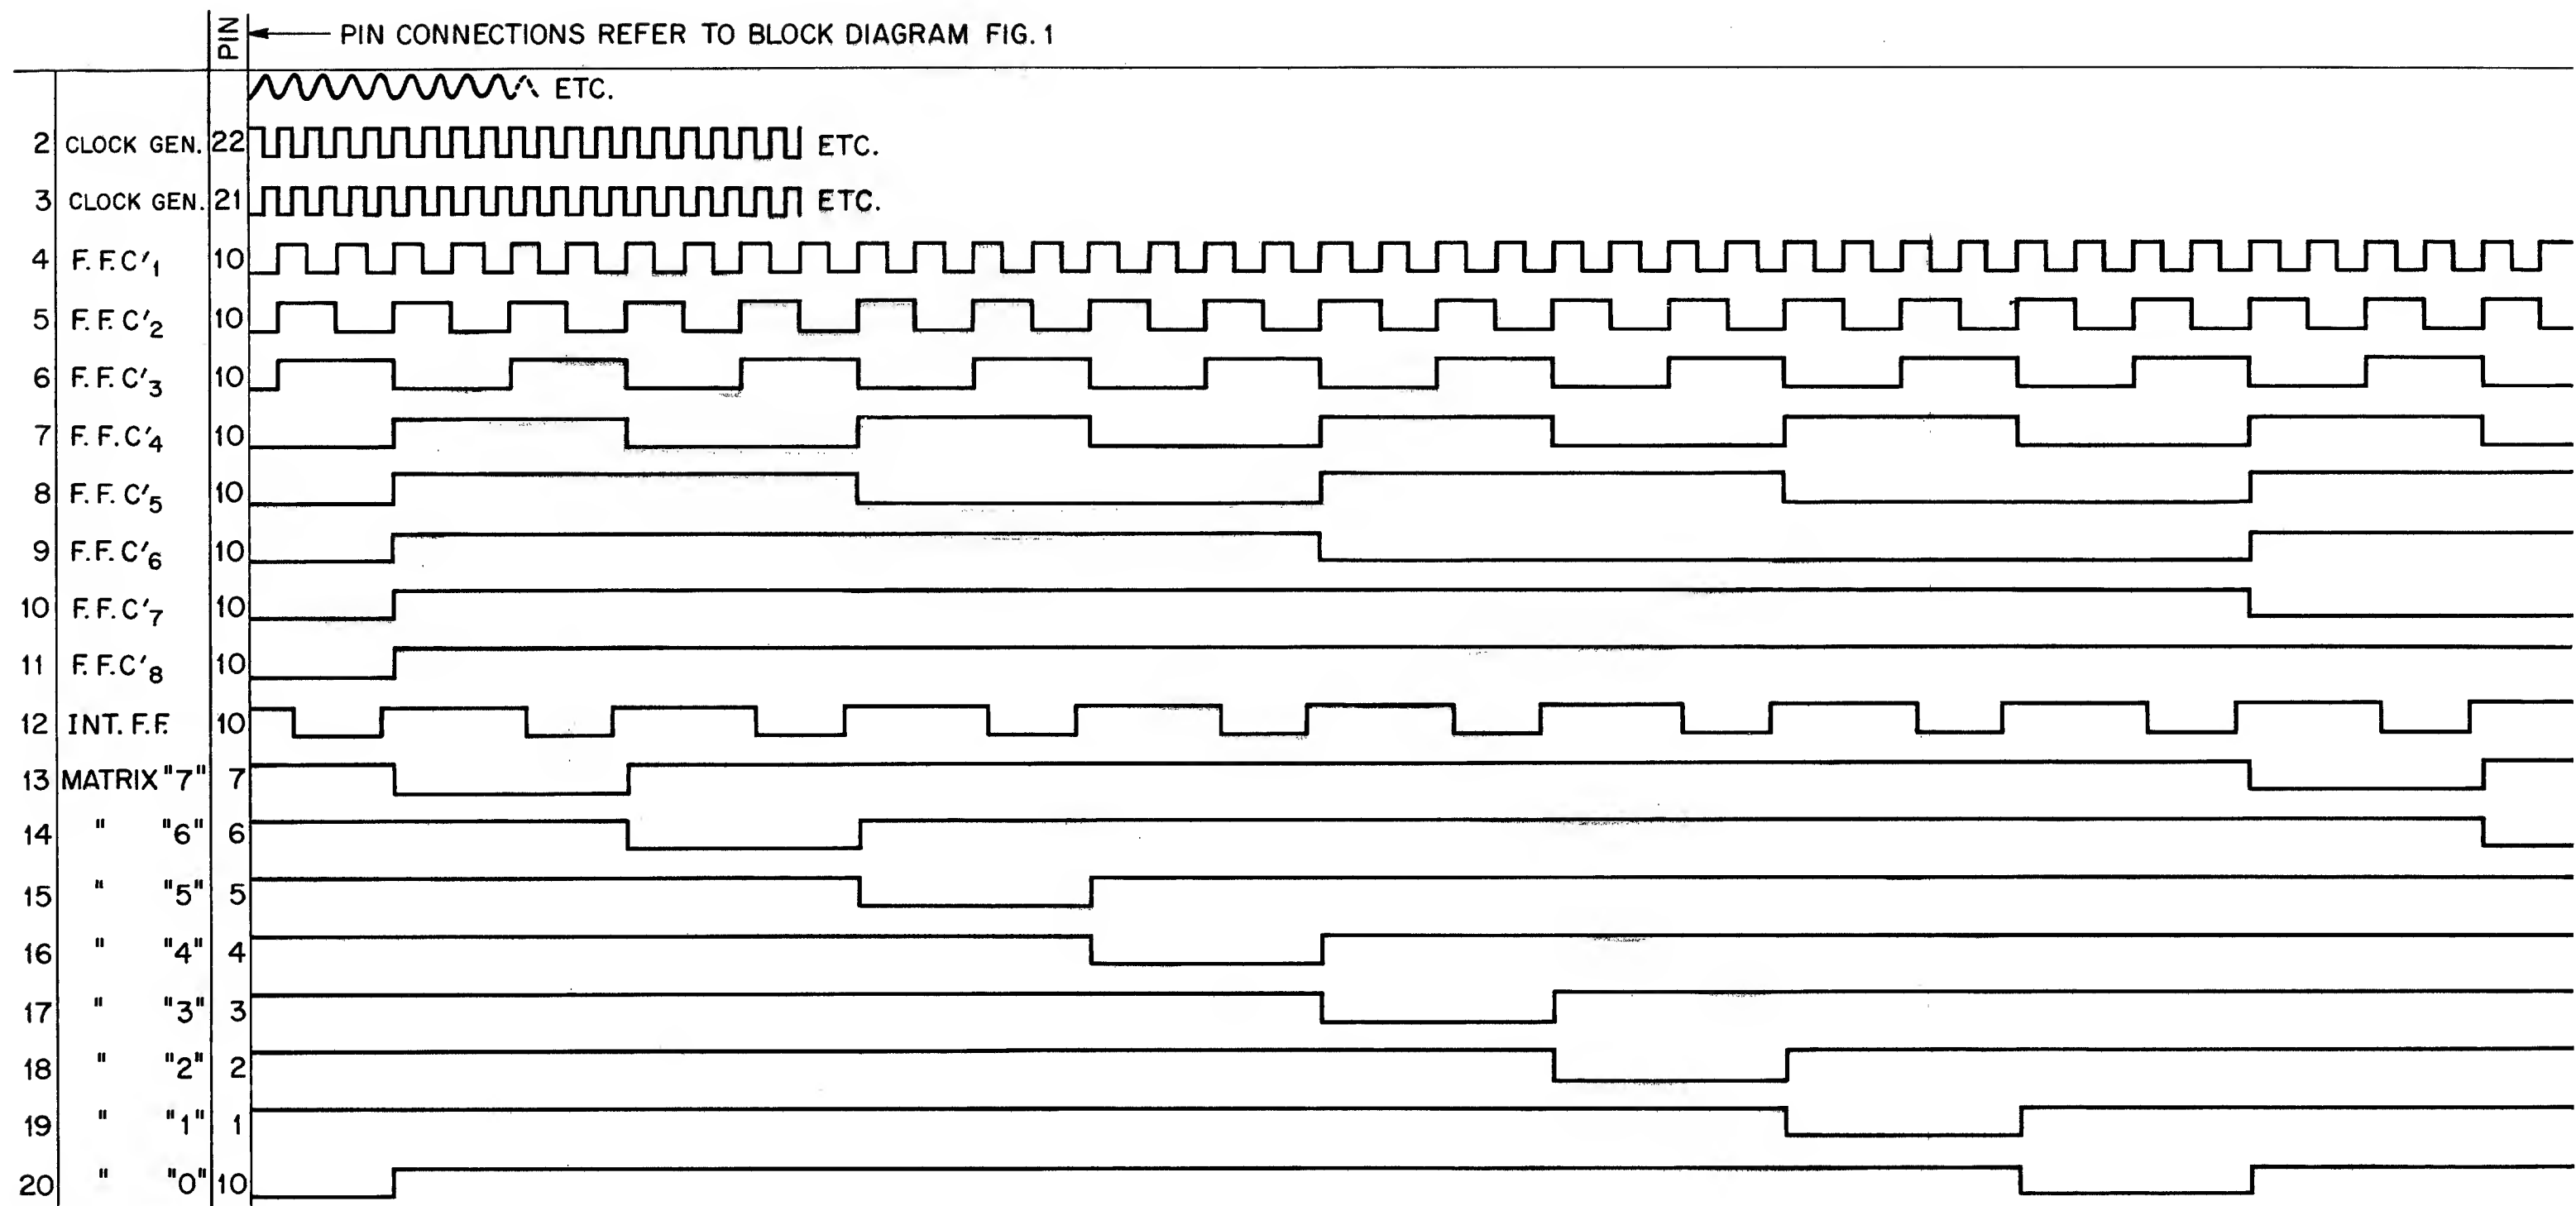 PIN
PIN CONNECTIONS REFER TO BLOCK DIAGRAM FIG. 1
ETC.
2 CLOCK GEN. 22 ETC.
3 CLOCK GEN. 21 ETC.
4 F.F.C'1 10
5 F.F.C'2 10
6 F.F.C'3 10
7 F.F.C'4 10
8 F.F.C'5 10
9 F.F.C'6 10
10 F.F.C'7 10
11 F.F.C'8 10
12 INT. F.F. 10
13 MATRIX "7" 7
14 " "6" 6
15 " "5" 5
16 " "4" 4
17 " "3" 3
18 " "2" 2
19 " "1" 1
20 " "0" 10